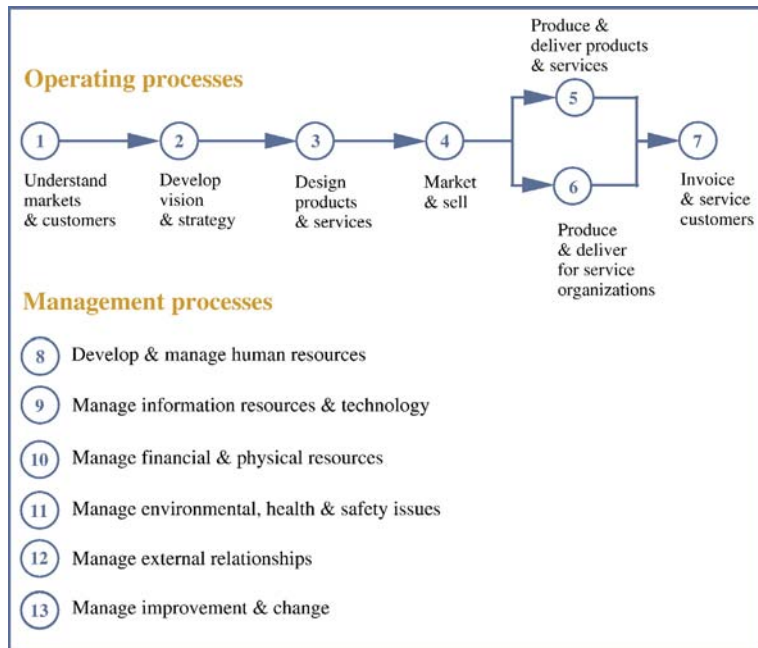 Operating processes
1
Understand
markets
& customers
2
Develop
vision
& strategy
3
Design
products
& services
4
Market
& sell
Produce &
deliver products
& services
5
6
Produce
& deliver
for service
organizations
7
Invoice
& service
customers
Management processes
8 Develop & manage human resources
9 Manage information resources & technology
10 Manage financial & physical resources
11 Manage environmental, health & safety issues
12 Manage external relationships
13 Manage improvement & change